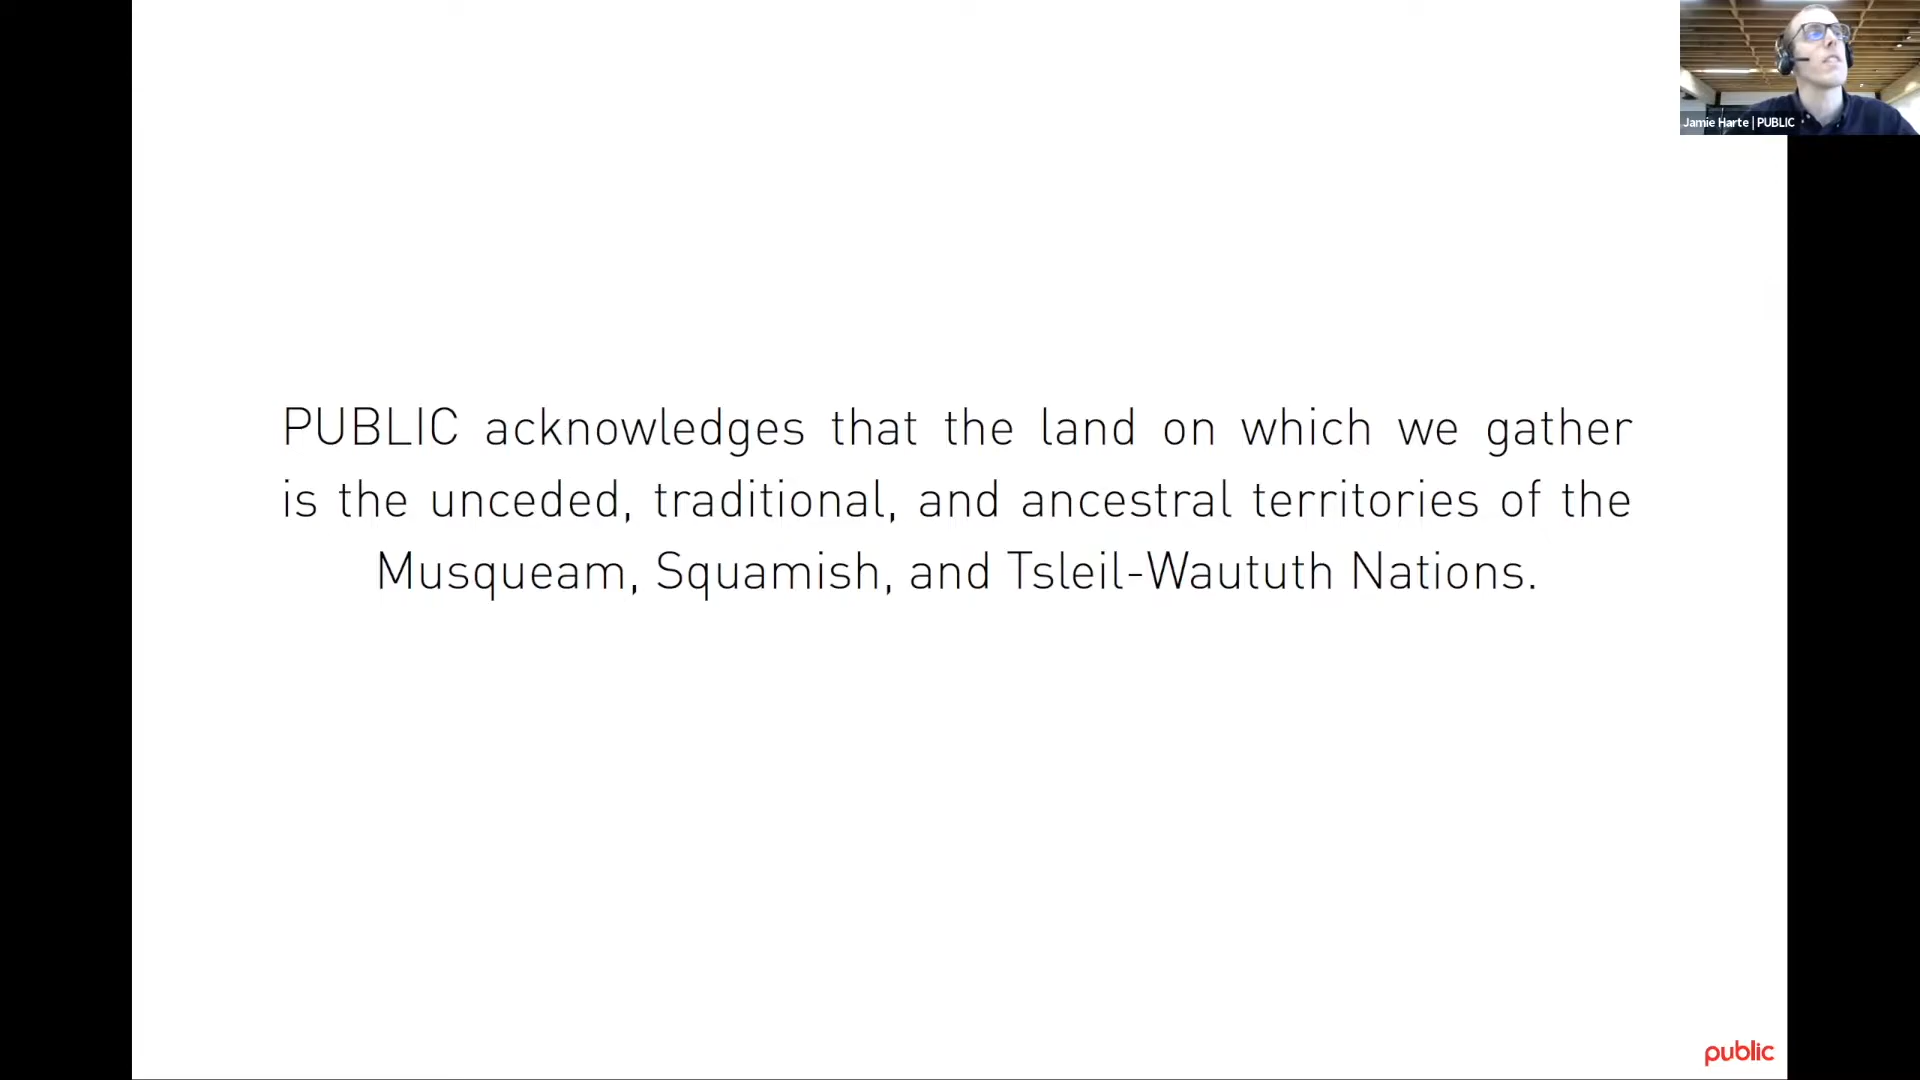 Jamie Harte | PUBLIC
PUBLIC acknowledges that the land on which we gather
is the unceded, traditional, and ancestral territories of the
Musqueam, Squamish, and Tsleil-Waututh Nations.
public